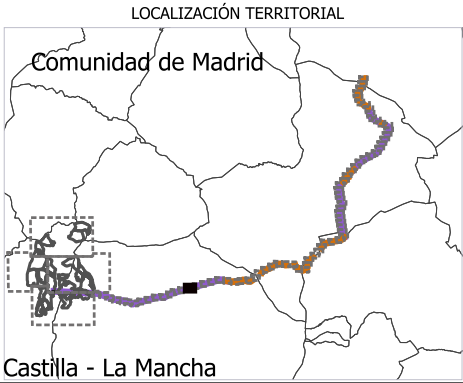 LOCALIZACIÓN TERRITORIAL
Comunidad de Madrid
Castilla - La Mancha